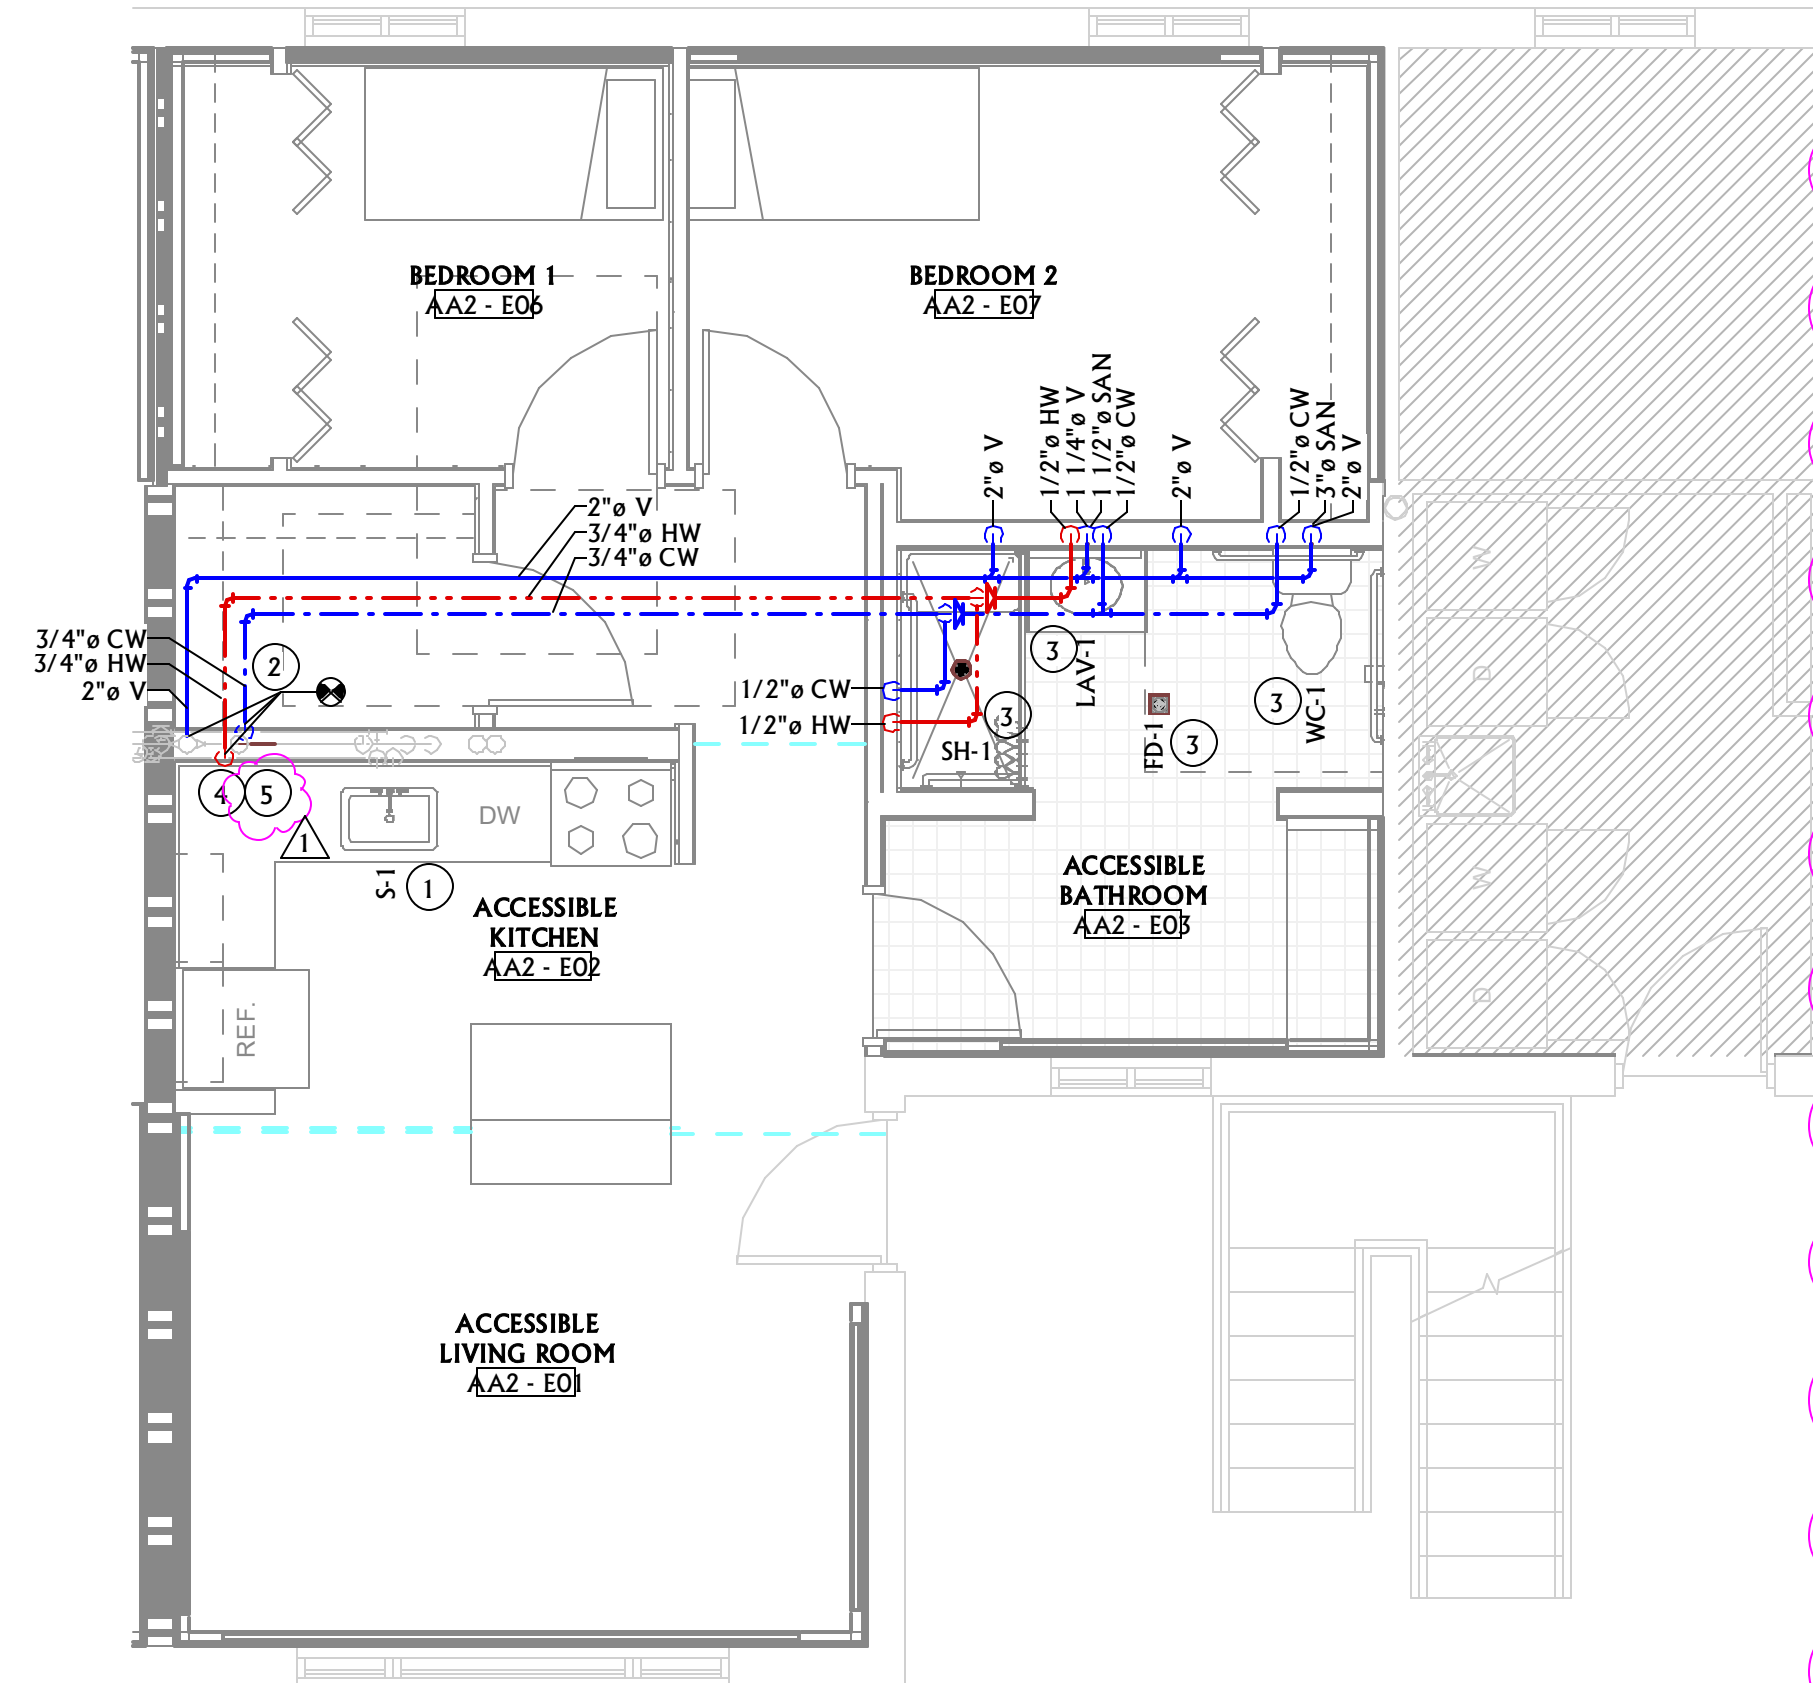 BEDROOM 1
AA2 - E06
BEDROOM 2
AA2 - E07
2"ø V
1/2"ø HW
1 1/4"ø V
1 1/2"ø SAN
1/2"ø CW
2"ø V
1/2"ø CW
3"ø SAN
2"ø V
2"ø V
3/4"ø HW
3/4"ø CW
3/4"ø CW
3/4"ø HW
2"ø V
2
1/2"ø CW
1/2"ø HW
3
LAV-1
3
SH-1
FD-1
3
3
WC-1
4
5
1
DW
S-1
1
ACCESSIBLE
KITCHEN
AA2 - E02
REF.
ACCESSIBLE
BATHROOM
AA2 - E03
W
D
W
D
ACCESSIBLE
LIVING ROOM
AA2 - E01